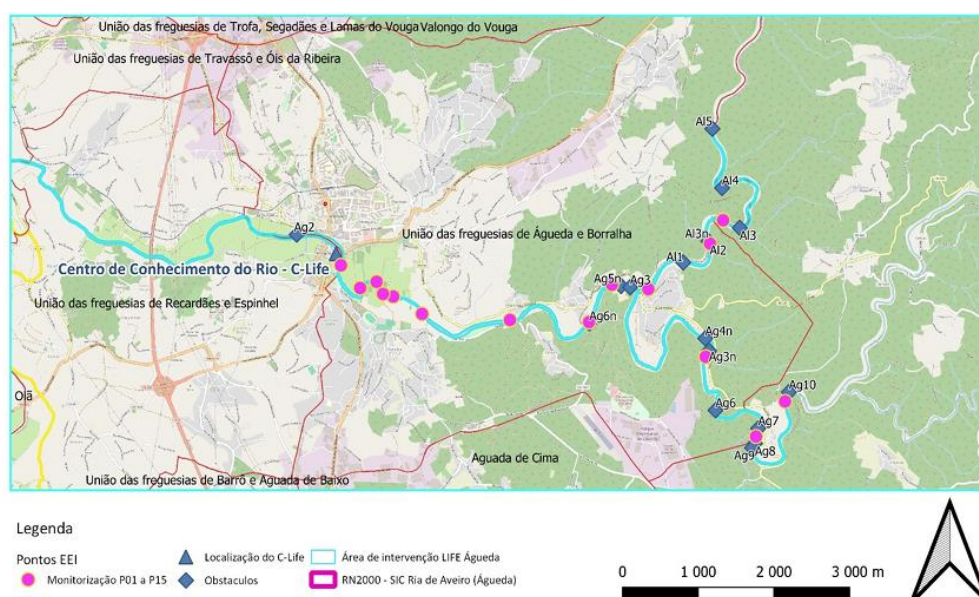 União das freguesias de Trofa, Segadães e Lamas do Vouga
Valongo do Vouga
União das freguesias de Travassô e Óis da Ribeira
Al5
Al4
Ag2
União das freguesias de Águeda e Borralha
Al3n
Al3
Al2
Centro de Conhecimento do Rio - C-Life
Al1
Ag5n
Ag3
União das freguesias de Recardães e Espinhel
Ag6n
Ag4n
Ag3n
Olã
Ag10
Ag6
Ag7
Aguada de Cima
Ag9
Ag8
União das freguesias de Barrô e Aguada de Baixo
Legenda
Pontos EEI
Monitorização P01 a P15
Localização do C-Life
Obstaculos
Área de intervenção LIFE Águeda
RN2000 - SIC Ria de Aveiro (Águeda)
0 1 000 2 000 3 000 m